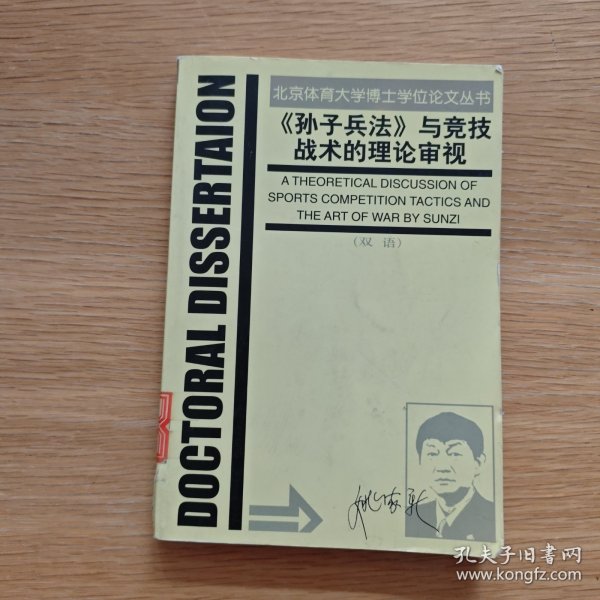 北京体育大学博士学位论文丛书
《孙子兵法》与竞技
战术的理论审视
A THEORETICAL DISCUSSION OF
SPORTS COMPETITION TACTICS AND
THE ART OF WAR BY SUNZI
（双 语）
DOCTORAL DISSERTAION
孔夫子旧书网
www.kongfz.com